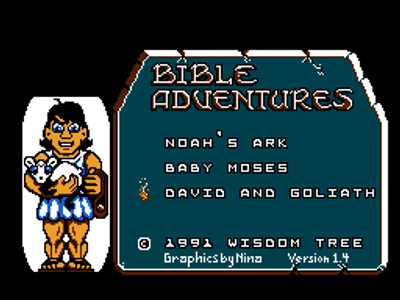 BIBLE
ADVENTURES
NOAH'S ARK
BABY MOSES
DAVID AND GOLIATH
© 1991 WISDOM TREE
Graphics by Nina Version 1.4